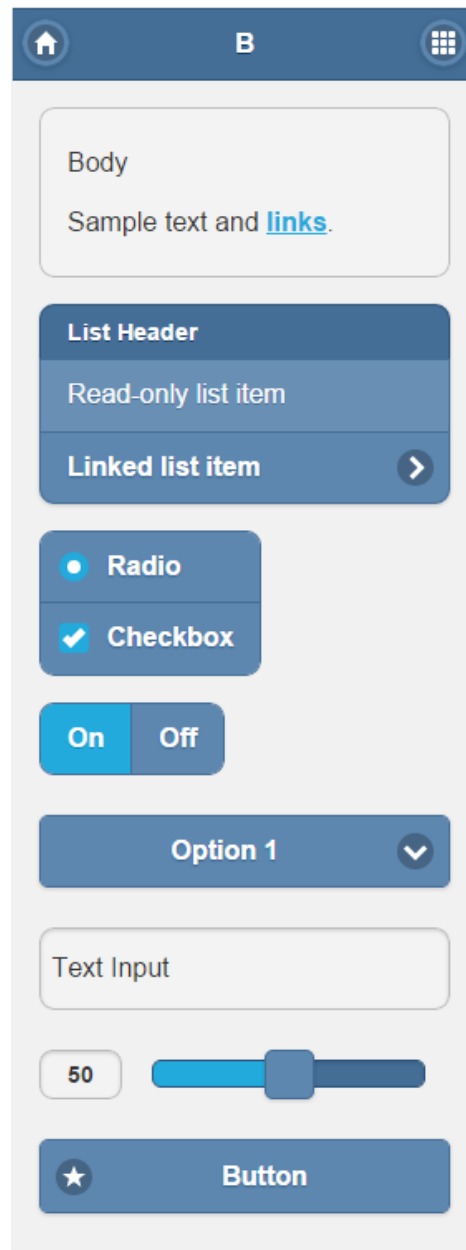 B
Body
Sample text and links.
List Header
Read-only list item
Linked list item
Radio
Checkbox
On Off
Option 1
Text Input
50
Button